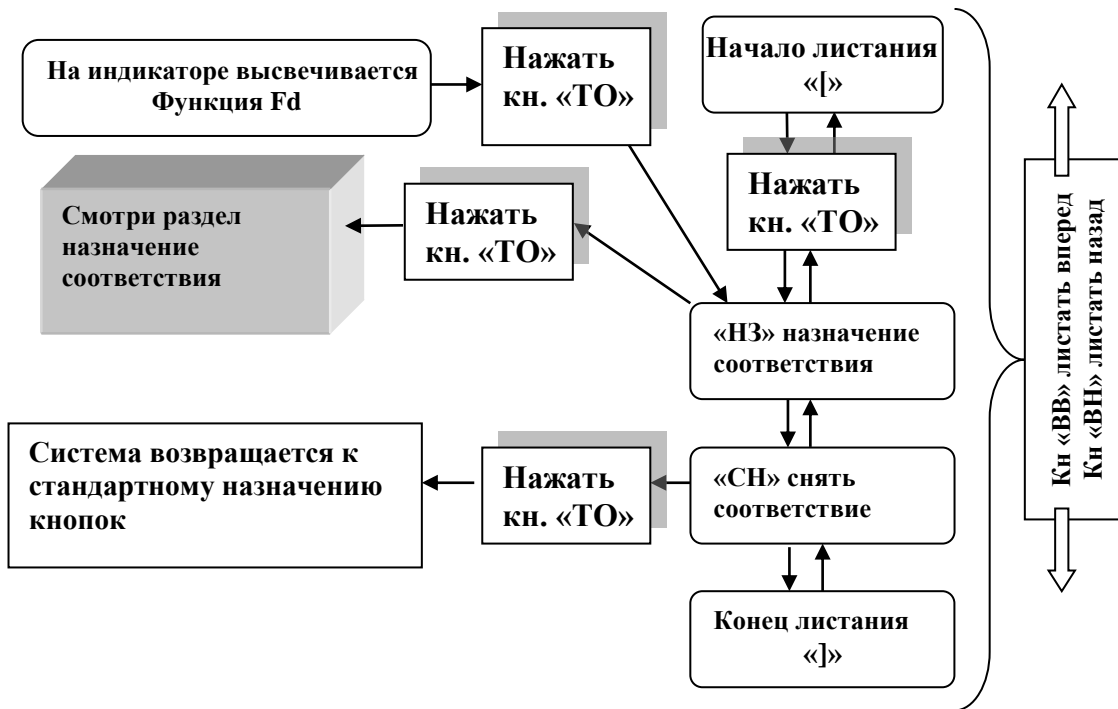 На индикаторе высвечивается
Функция Fd
Нажать
кн. «ТО»
Начало листания
«[»
Смотри раздел
назначение
соответствия
Нажать
кн. «ТО»
Нажать
кн. «ТО»
«НЗ» назначение
соответствия
Кн «ВВ» листать вперед
Кн «ВН» листать назад
Система возвращается к
стандартному назначению
кнопок
Нажать
кн. «ТО»
«СН» снять
соответствие
Конец листания
«]»